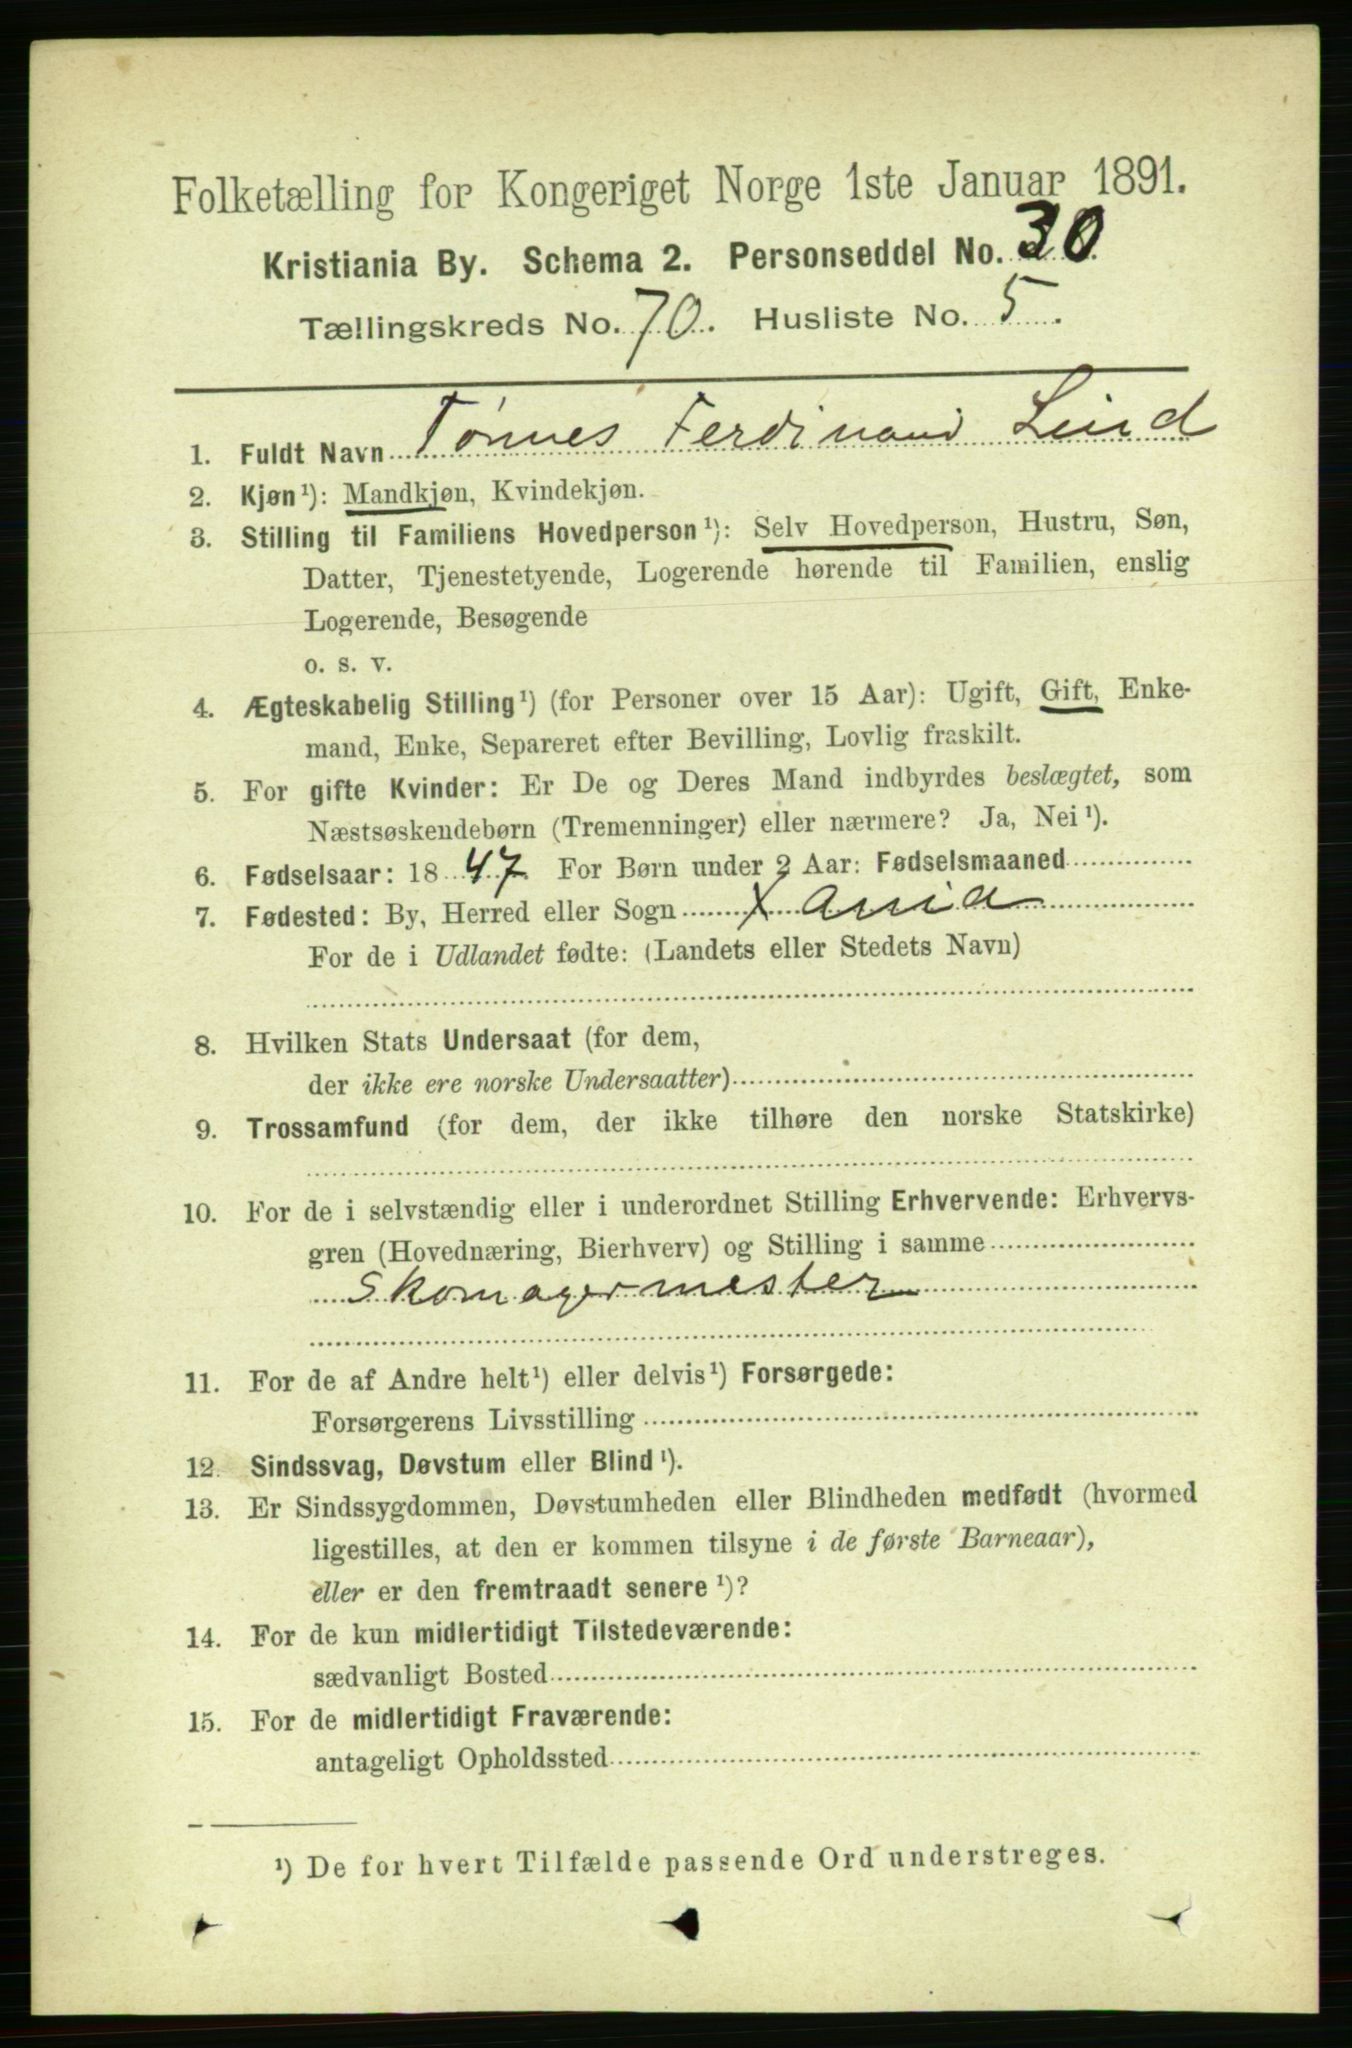 Folketælling for Kongeriget Norge 1ste Januar 1891.
Kristiania By. Schema 2. Personseddel No. 30
Tællingskreds No. 70. Husliste No. 5.
1. Fuldt Navn Tønnes Ferdinand Lind
2. Kjøn¹): Mandkjøn, Kvindekjøn.
3. Stilling til Familiens Hovedperson¹): Selv Hovedperson, Hustru, Søn,
Datter, Tjenestetyende, Logerende hørende til Familien, enslig
Logerende, Besøgende
o. s. v.
4. Ægteskabelig Stilling¹) (for Personer over 15 Aar): Ugift, Gift, Enke-
mand, Enke, Separeret efter Bevilling, Lovlig fraskilt.
5. For gifte Kvinder: Er De og Deres Mand indbyrdes beslægtet, som
Næstsøskendebørn (Tremenninger) eller nærmere? Ja, Nei¹).
6. Fødselsaar: 1847. For Børn under 2 Aar: Fødselsmaaned
7. Fødested: By, Herred eller Sogn Xania
For de i Udlandet fødte: (Landets eller Stedets Navn)
8. Hvilken Stats Undersaat (for dem,
der ikke ere norske Undersaatter)
9. Trossamfund (for dem, der ikke tilhøre den norske Statskirke)
10. For de i selvstændig eller i underordnet Stilling Erhvervende: Erhvervs-
gren (Hovednæring, Bierhverv) og Stilling i samme
Skomagermester
11. For de af Andre helt¹) eller delvis¹) Forsørgede:
Forsørgerens Livsstilling
12. Sindssvag, Døvstum eller Blind¹).
13. Er Sindssygdommen, Døvstumheden eller Blindheden medfødt (hvormed
ligestilles, at den er kommen tilsyne i de første Barneaar),
eller er den fremtraadt senere¹)?
14. For de kun midlertidigt Tilstedeværende:
sædvanligt Bosted
15. For de midlertidigt Fraværende:
antageligt Opholdssted
¹) De for hvert Tilfælde passende Ord understreges.